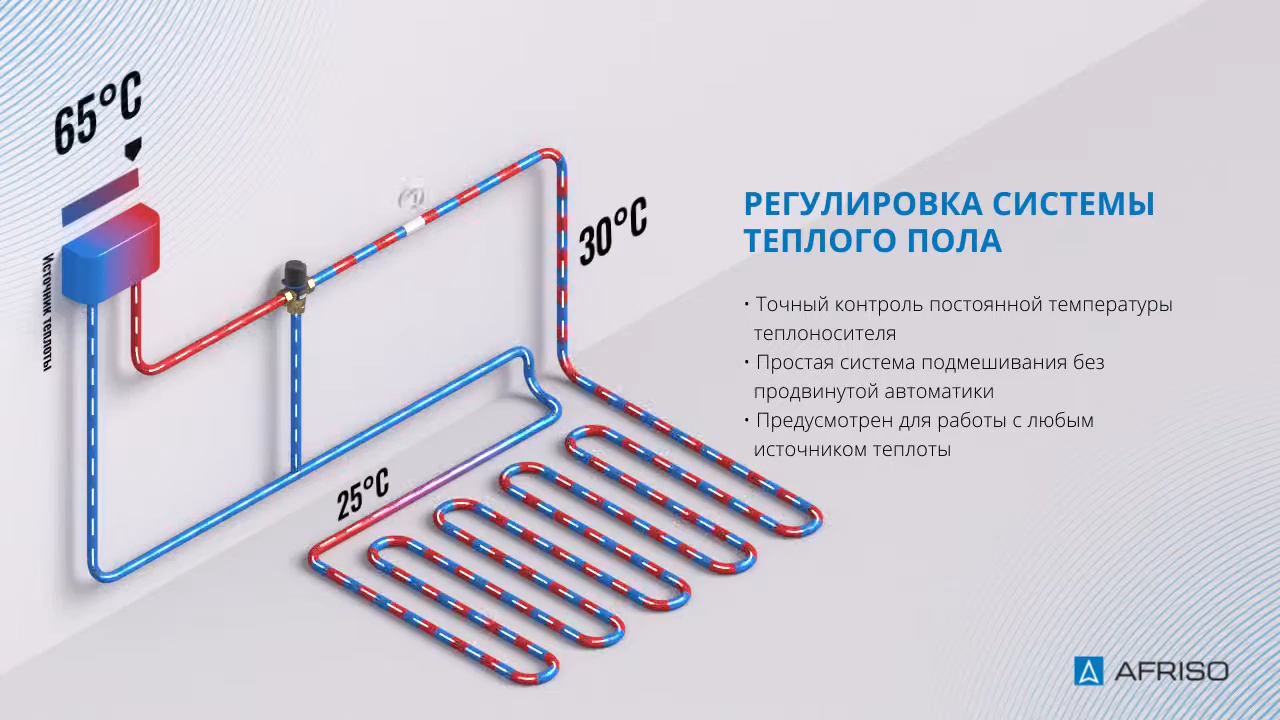 65°C
Источник теплоты
30°C
25°C
РЕГУЛИРОВКА СИСТЕМЫ
ТЕПЛОГО ПОЛА
• Точный контроль постоянной температуры
теплоносителя
• Простая система подмешивания без
продвинутой автоматики
• Предусмотрен для работы с любым
источником теплоты
AFRISO